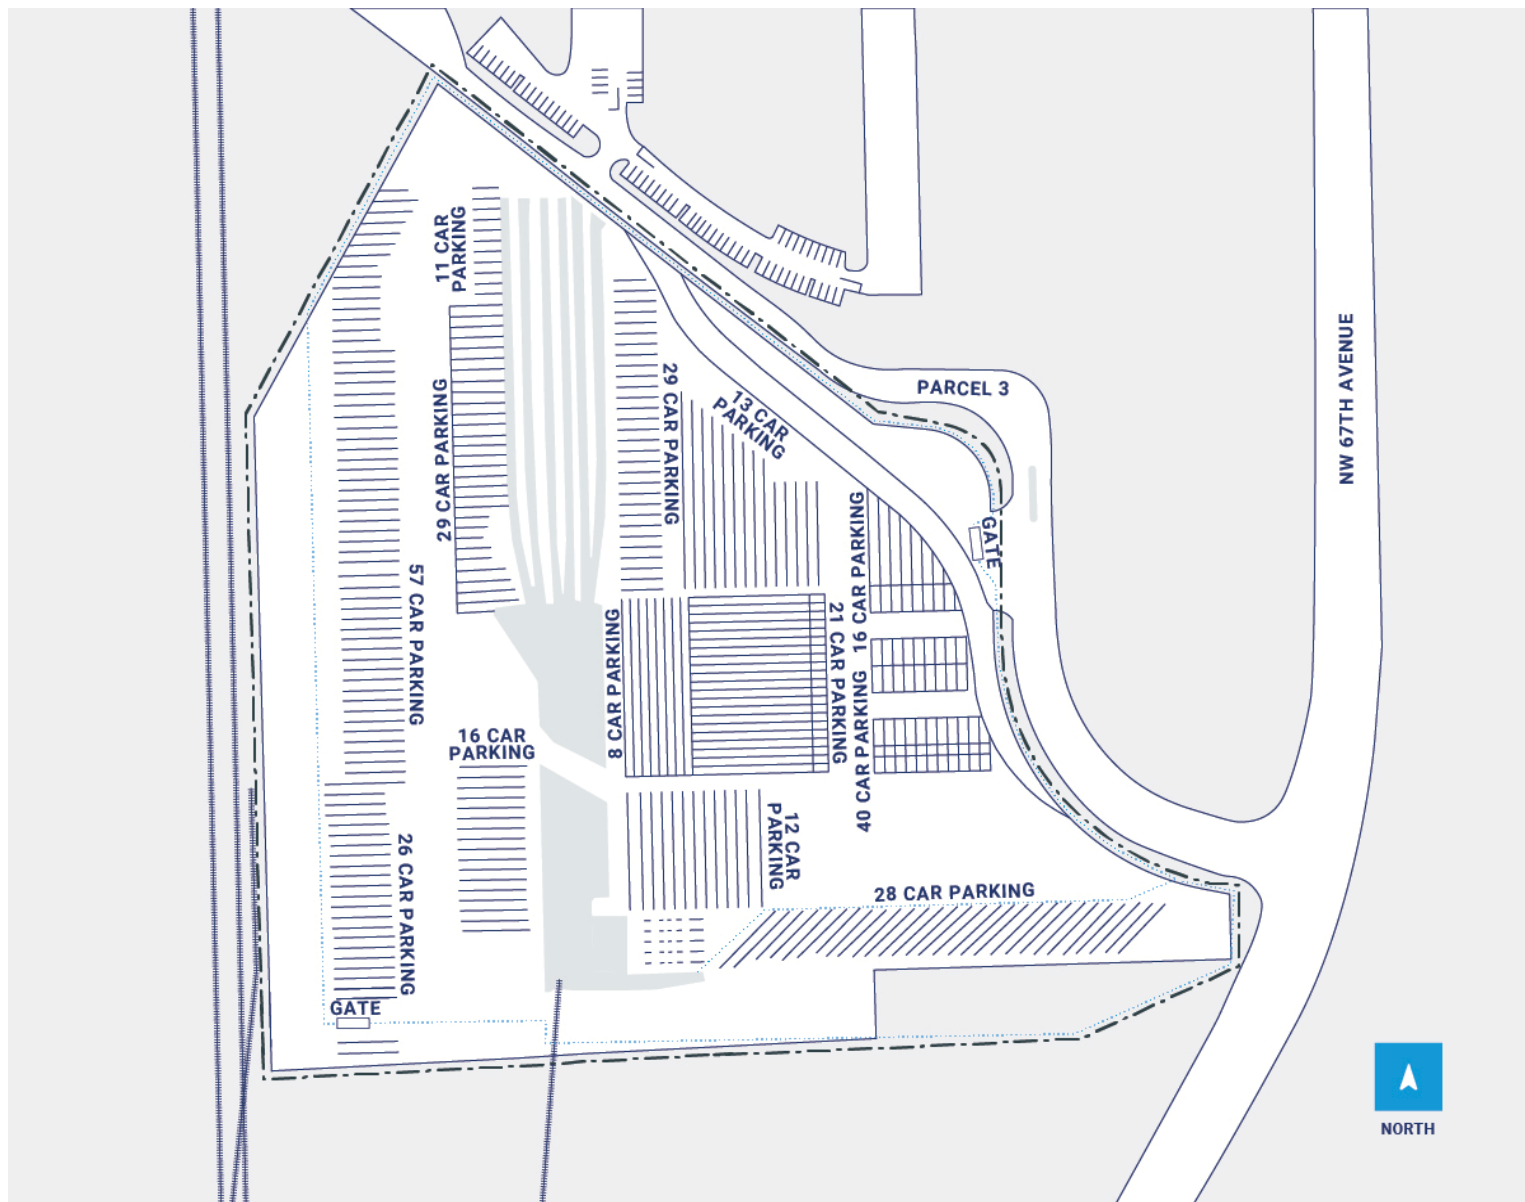 11 CAR
PARKING
29 CAR PARKING
29 CAR PARKING
13 CAR
PARKING
PARCEL 3
NW 67TH AVENUE
GATE
57 CAR PARKING
16 CAR PARKING
8 CAR PARKING
21 CAR PARKING
40 CAR PARKING
16 CAR
PARKING
12 CAR
PARKING
26 CAR PARKING
28 CAR PARKING
GATE
NORTH